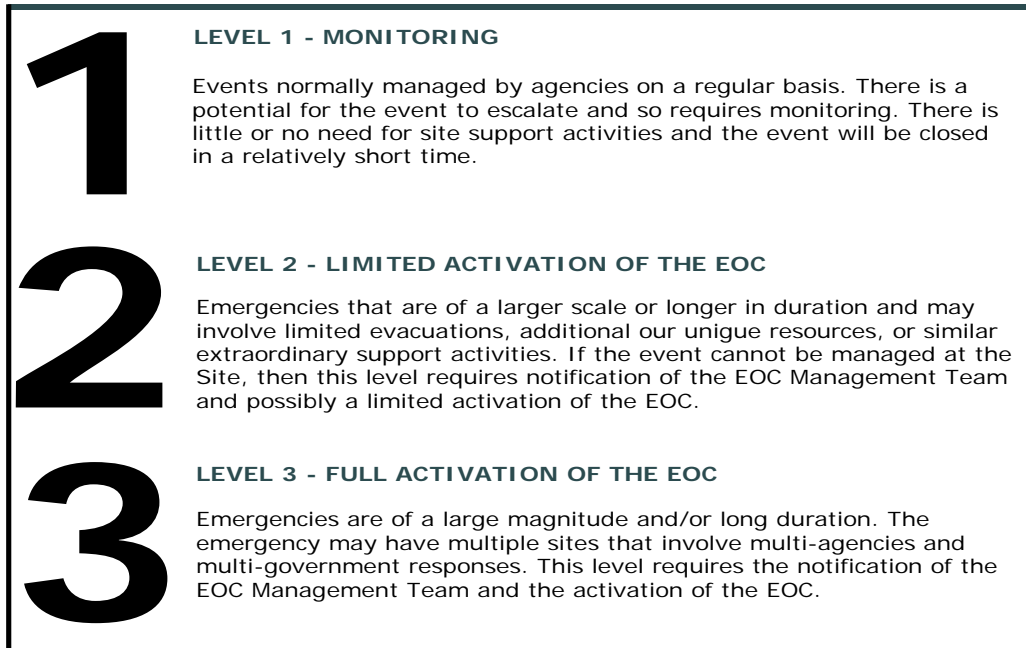 1
LEVEL 1 - MONITORING
Events normally managed by agencies on a regular basis. There is a
potential for the event to escalate and so requires monitoring. There is
little or no need for site support activities and the event will be closed
in a relatively short time.
2
LEVEL 2 - LIMITED ACTIVATION OF THE EOC
Emergencies that are of a larger scale or longer in duration and may
involve limited evacuations, additional our unigue resources, or similar
extraordinary support activities. If the event cannot be managed at the
Site, then this level requires notification of the EOC Management Team
and possibly a limited activation of the EOC.
3
LEVEL 3 - FULL ACTIVATION OF THE EOC
Emergencies are of a large magnitude and/or long duration. The
emergency may have multiple sites that involve multi-agencies and
multi-government responses. This level requires the notification of the
EOC Management Team and the activation of the EOC.